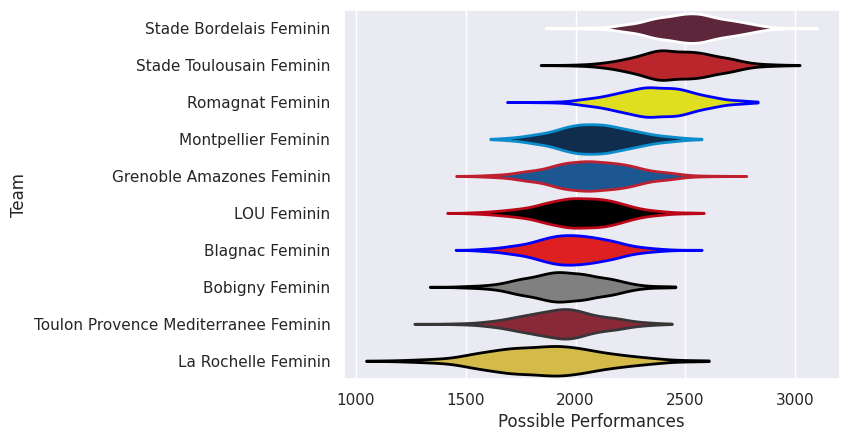 Stade Bordelais Feminin
Stade Toulousain Feminin
Romagnat Feminin
Montpellier Feminin
Grenoble Amazones Feminin
LOU Feminin
Blagnac Feminin
Bobigny Feminin
Toulon Provence Mediterranee Feminin
La Rochelle Feminin
Team
1000 1500 2000 2500 3000
Possible Performances